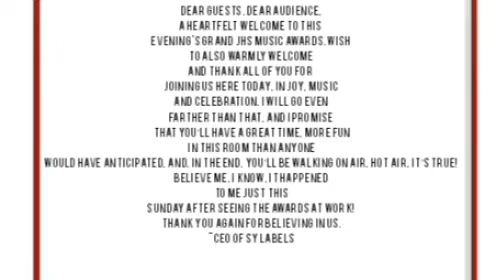 DEAR GUESTS, DEAR AUDIENCE,
A HEARTFELT WELCOME TO THIS
EVENING'S GRAND JHS MUSIC AWARDS. WISH
TO ALSO WARMLY WELCOME
AND THANK ALL OF YOU FOR
JOINING US HERE TODAY, IN JOY, MUSIC
AND CELEBRATION. I WILL GO EVEN
FARTHER THAN THAT, AND I PROMISE
THAT YOU'LL HAVE A GREAT TIME, MORE FUN
IN THIS ROOM THAN ANYONE
WOULD HAVE ANTICIPATED, AND, IN THE END, YOU'LL BE WALKING ON AIR, HOT AIR, IT'S TRUE!
BELIEVE ME, I KNOW, IT HAPPENED
TO ME JUST THIS
SUNDAY AFTER SEEING THE AWARDS AT WORK!
THANK YOU AGAIN FOR BELIEVING IN US.
~CEO OF SY LABELS